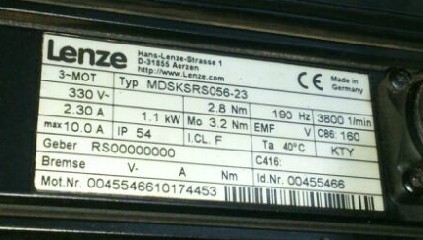 Lenze
Hans-Lenze-Strasse 1
D-31855 Aerzen
http://www.Lenze.com
CE Made in Germany
3-MOT Typ MDSKSRS056-23
330 V~ 2.8 Nm 190 Hz 3800 1/min
2.30 A 1.1 kW Mo 3.2 Nm EMF V C86: 160
max 10.0 A IP 54 I.CL. F Ta 40°C KTY
Geber RS00000000 C416:
Bremse V- A Nm Id.Nr. 00455466
Mot.Nr. 0045546610174453